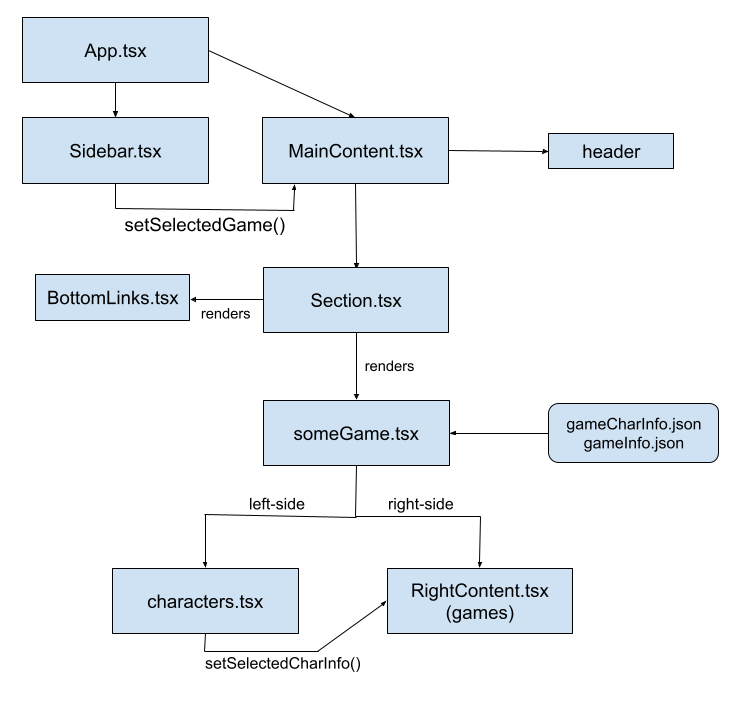 App.tsx
Sidebar.tsx
MainContent.tsx
header
setSelectedGame()
BottomLinks.tsx
renders
Section.tsx
renders
someGame.tsx
gameCharInfo.json
gameInfo.json
left-side
right-side
characters.tsx
RightContent.tsx
(games)
setSelectedCharInfo()